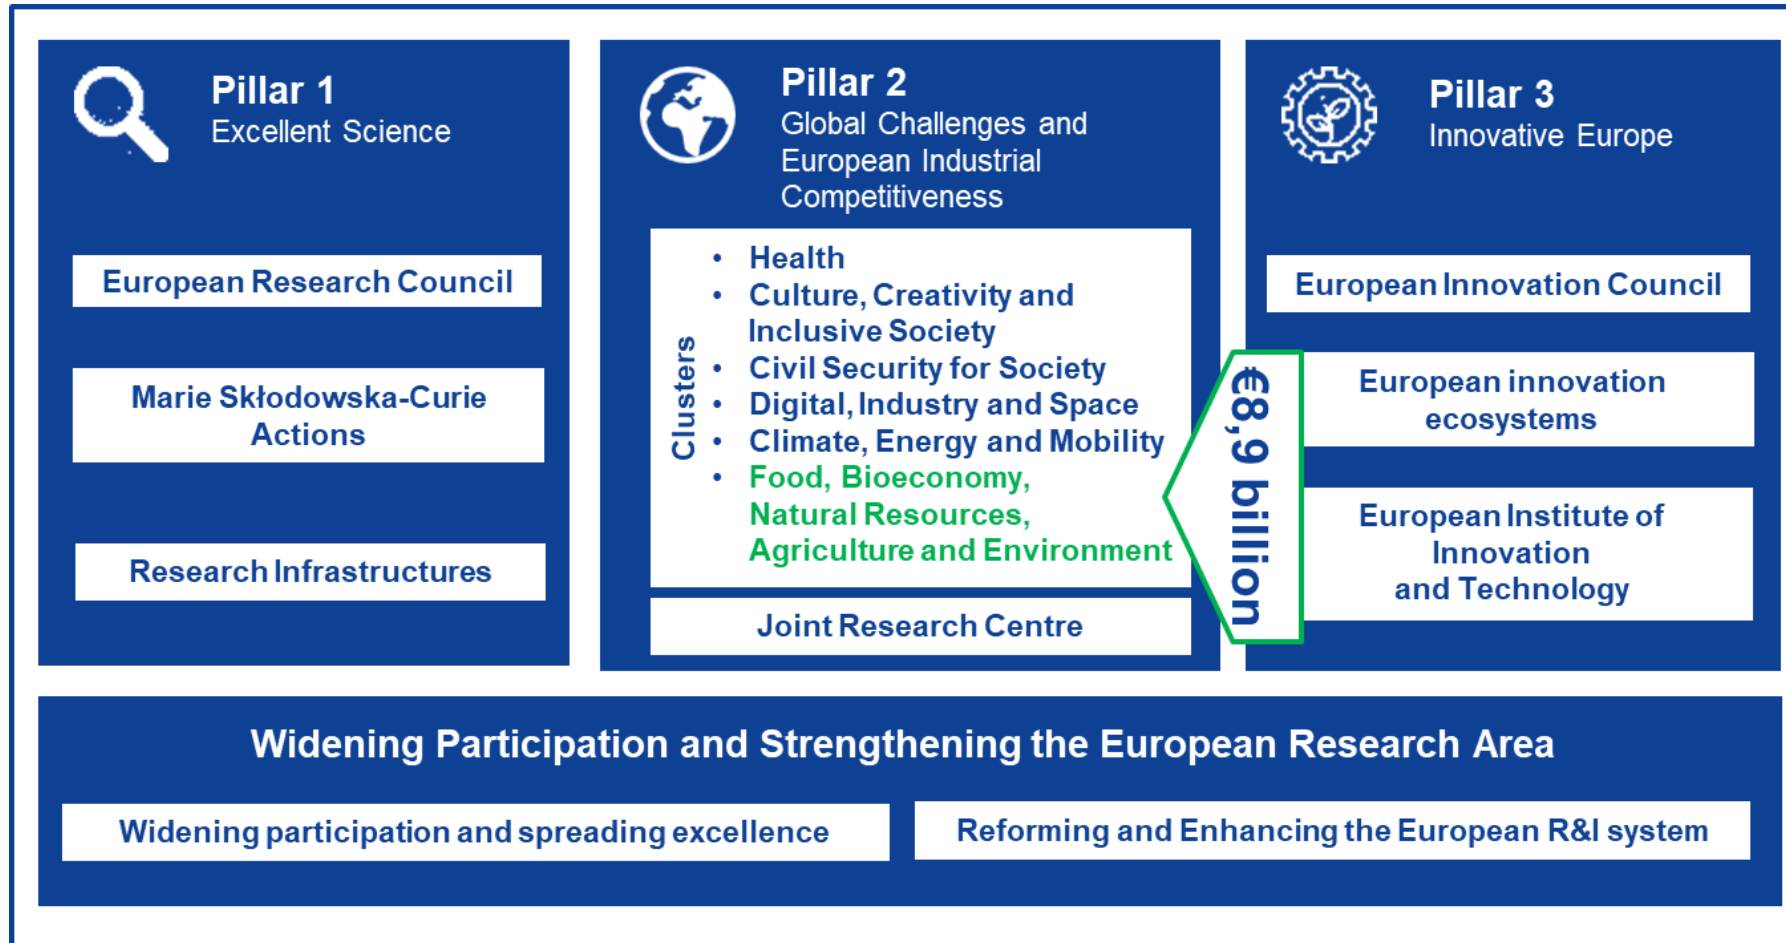 Pillar 1
Excellent Science
European Research Council
Marie Skłodowska-Curie
Actions
Research Infrastructures
Pillar 2
Global Challenges and
European Industrial
Competitiveness
Clusters
• Health
• Culture, Creativity and
Inclusive Society
• Civil Security for Society
• Digital, Industry and Space
• Climate, Energy and Mobility
• Food, Bioeconomy,
Natural Resources,
Agriculture and Environment
Joint Research Centre
€8,9 billion
Pillar 3
Innovative Europe
European Innovation Council
European innovation
ecosystems
European Institute of
Innovation
and Technology
Widening Participation and Strengthening the European Research Area
Widening participation and spreading excellence
Reforming and Enhancing the European R&I system